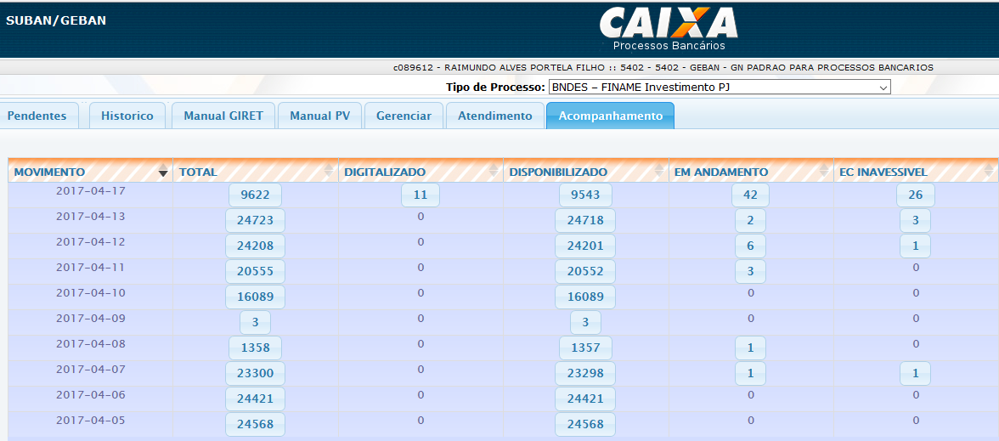 SUBAN/GEBAN
CAIXA
Processos Bancários
c089612 - RAIMUNDO ALVES PORTELA FILHO :: 5402 - 5402 - GEBAN - GN PADRAO PARA PROCESSOS BANCARIOS
Tipo de Processo: BNDES – FINAME Investimento PJ
Pendentes Historico Manual GIRET Manual PV Gerenciar Atendimento Acompanhamento
MOVIMENTO TOTAL DIGITALIZADO DISPONIBILIZADO EM ANDAMENTO EC INAVESSIVEL
2017-04-17 9622 11 9543 42 26
2017-04-13 24723 0 24718 2 3
2017-04-12 24208 0 24201 6 1
2017-04-11 20555 0 20552 3 0
2017-04-10 16089 0 16089 0 0
2017-04-09 3 0 3 0 0
2017-04-08 1358 0 1357 1 0
2017-04-07 23300 0 23298 1 1
2017-04-06 24421 0 24421 0 0
2017-04-05 24568 0 24568 0 0